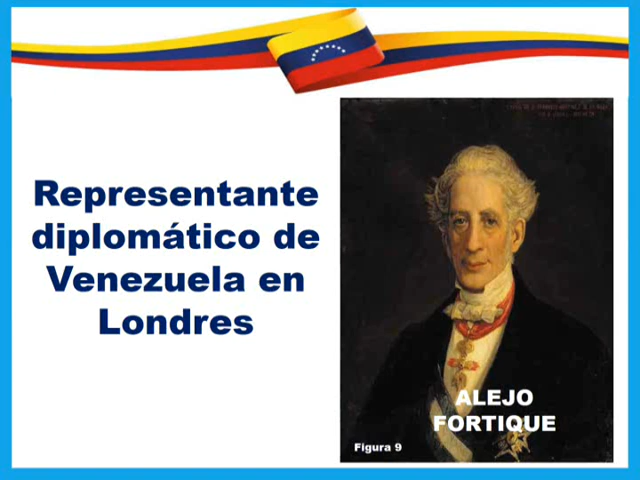 Representante
diplomático de
Venezuela en
Londres
ALEJO
FORTIQUE
Figura 9